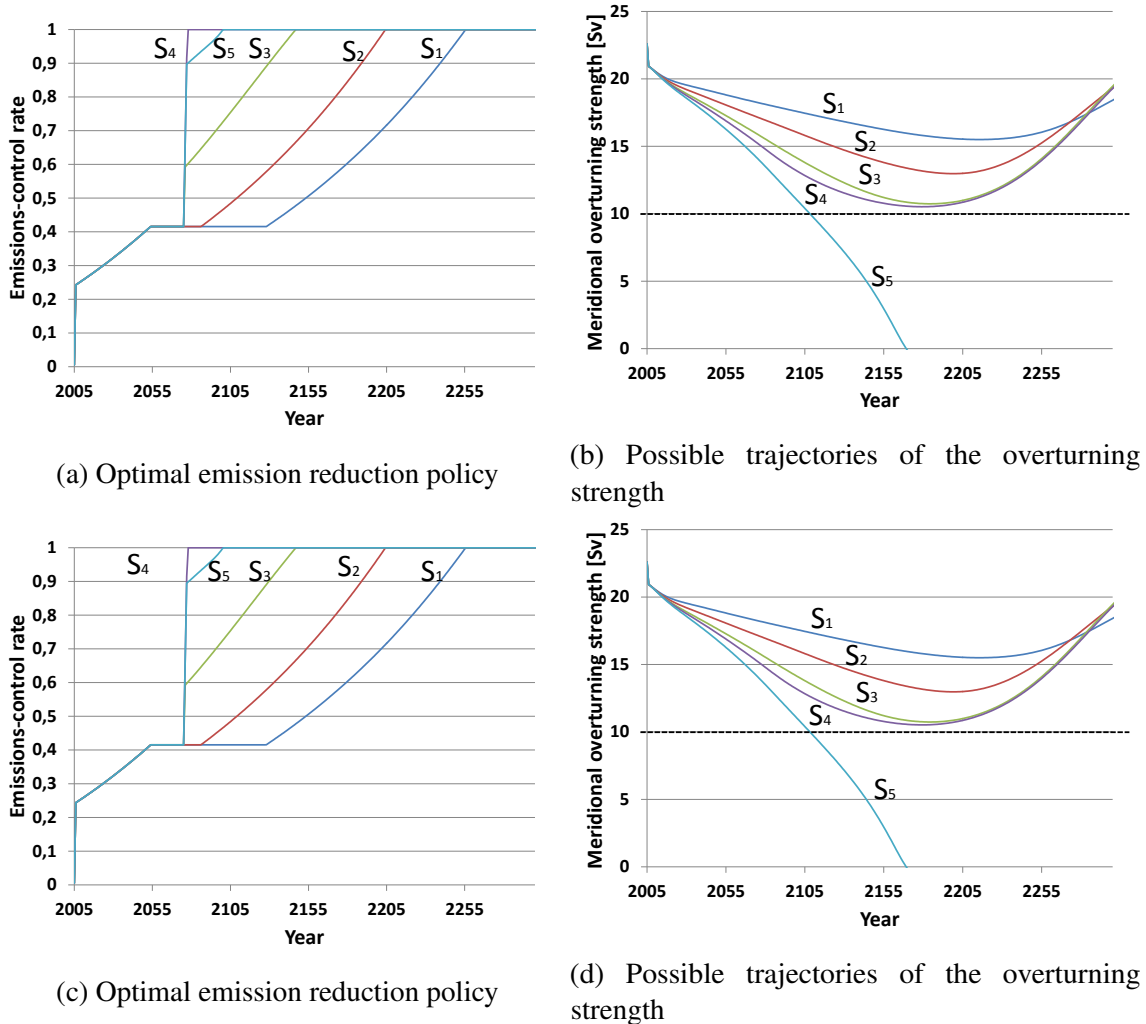 Emissions-control rate
1
0,9
0,8
0,7
0,6
0,5
0,4
0,3
0,2
0,1
0
S4
S5
S3
S2
S1
2005 2055 2105 2155 2205 2255
Year
(a) Optimal emission reduction policy
Meridional overturning strength [Sv]
25
20
15
10
5
0
S1
S2
S3
S4
S5
2005 2055 2105 2155 2205 2255
Year
(b) Possible trajectories of the overturning
strength
Emissions-control rate
1
0,9
0,8
0,7
0,6
0,5
0,4
0,3
0,2
0,1
0
S4
S5
S3
S2
S1
2005 2055 2105 2155 2205 2255
Year
(c) Optimal emission reduction policy
Meridional overturning strength [Sv]
25
20
15
10
5
0
S1
S2
S3
S4
S5
2005 2055 2105 2155 2205 2255
Year
(d) Possible trajectories of the overturning
strength